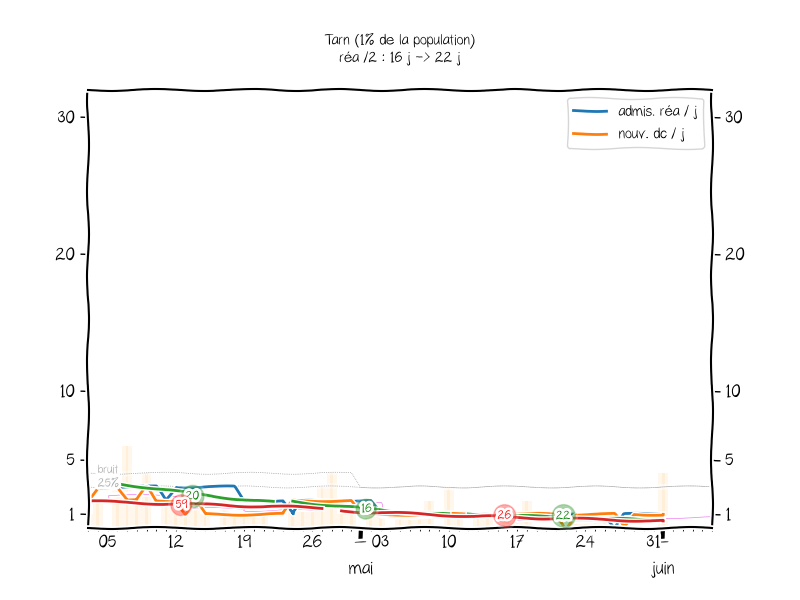 Tarn (1% de la population)
réa /2 : 16 j -> 22 j
admis. réa / j
nouv. dc / j
30
30
20
20
10
10
5
5
1
1
bruit
25%
59
20
16
26
22
05 12 19 26 03 10 17 24 31
mai juin